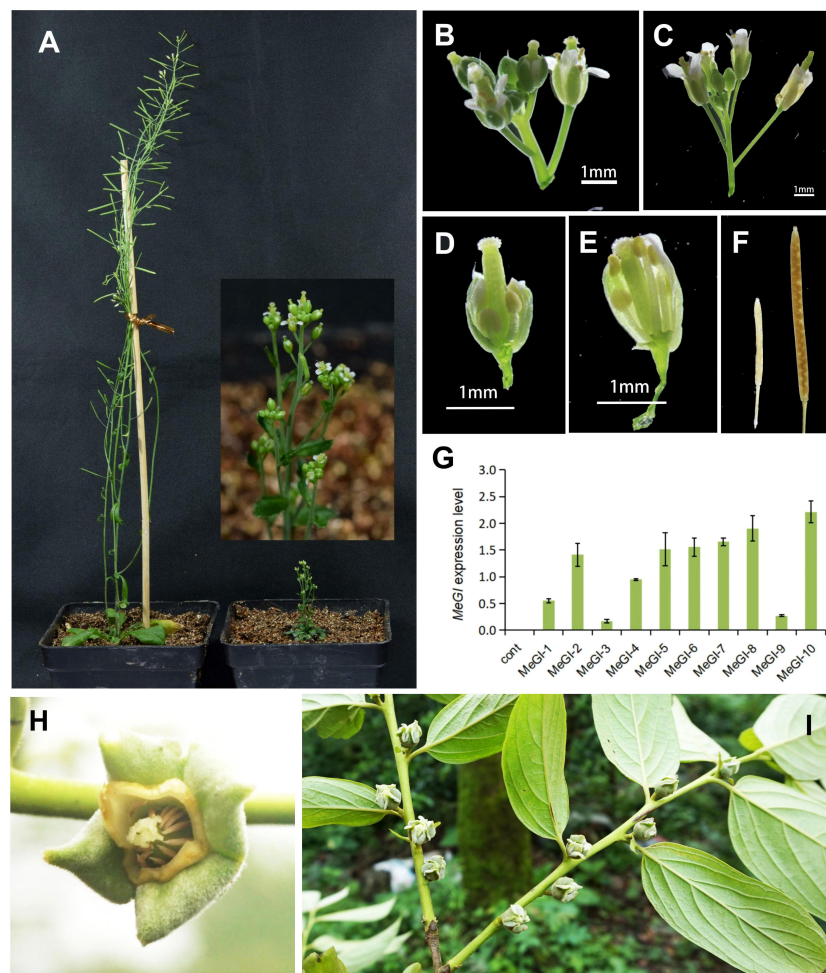 A
B
1mm
C
1mm
D
1mm
E
1mm
F
G
MeGI expression level
3.0
2.5
2.0
1.5
1.0
0.5
0.0
cont
MeGI-1
MeGI-2
MeGI-3
MeGI-4
MeGI-5
MeGI-6
MeGI-7
MeGI-8
MeGI-9
MeGI-10
H
I